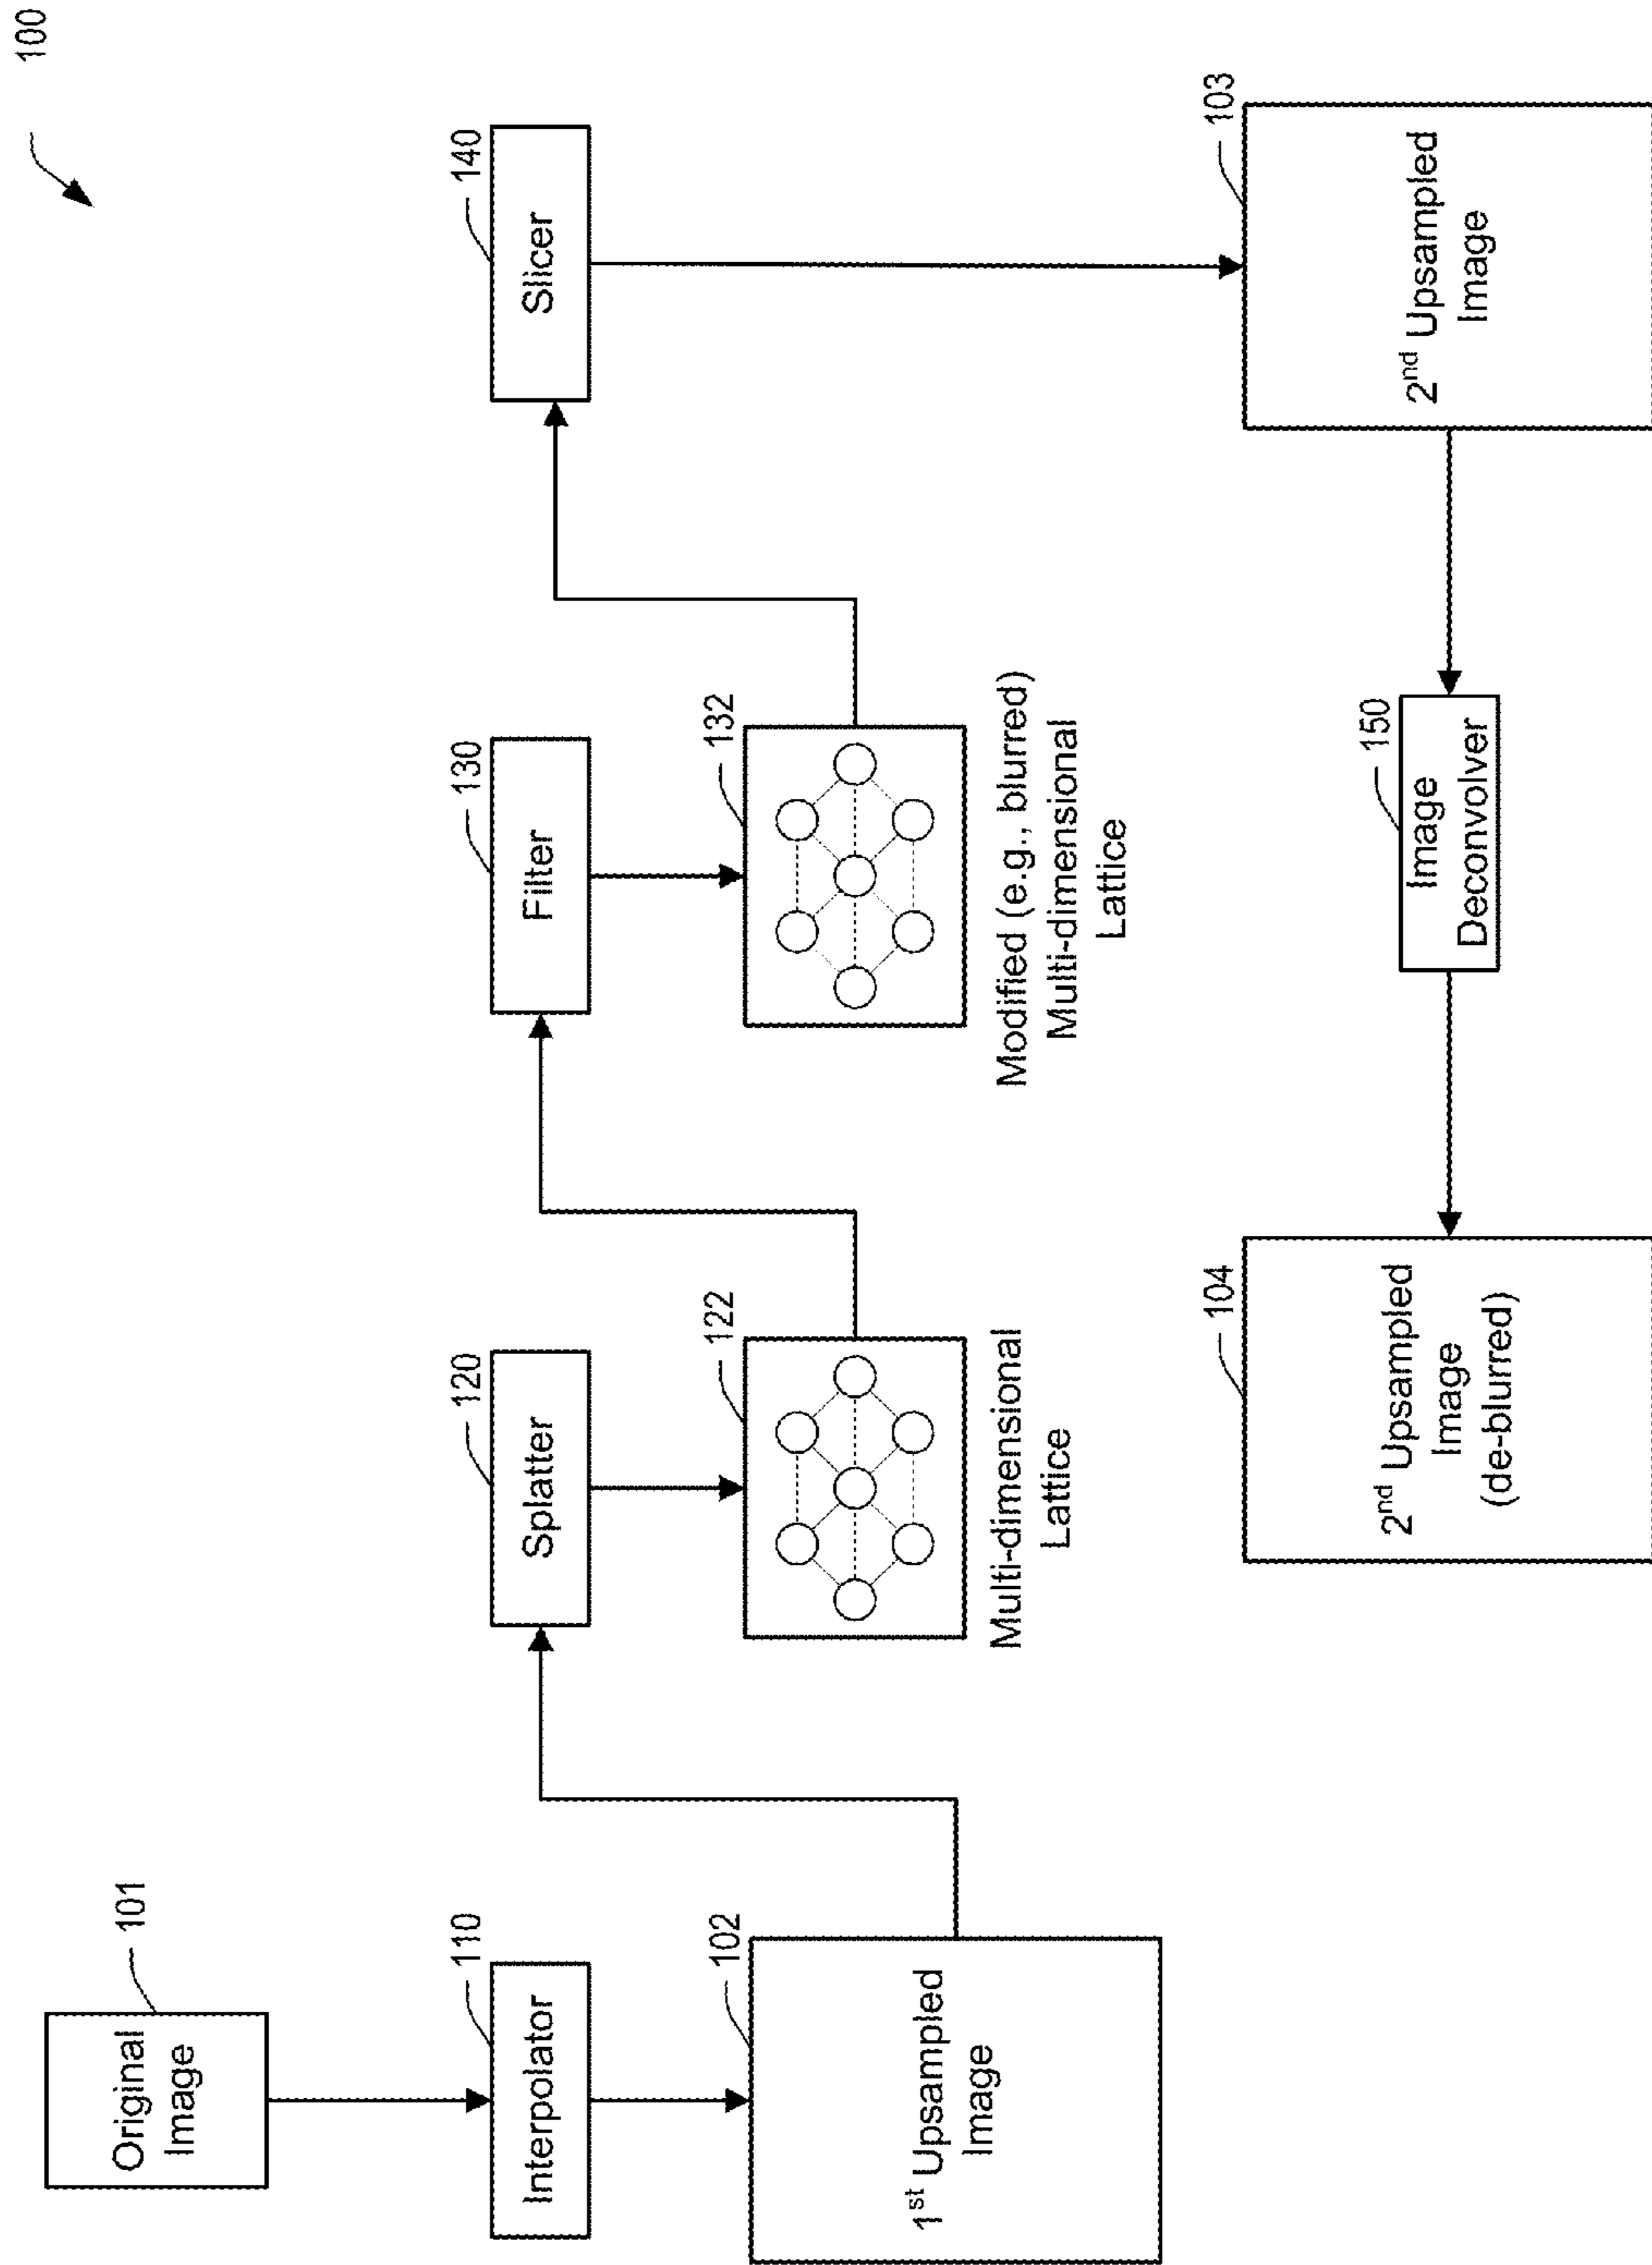 100
Original
Image
101
Interpolator
110
1st Upsampled
Image
102
Splatter
120
122
Multi-dimensional
Lattice
Filter
130
132
Modified (e.g., blurred)
Multi-dimensional
Lattice
Slicer
140
2nd Upsampled
Image
103
Image
Deconvolver
150
2nd Upsampled
Image
(de-blurred)
104